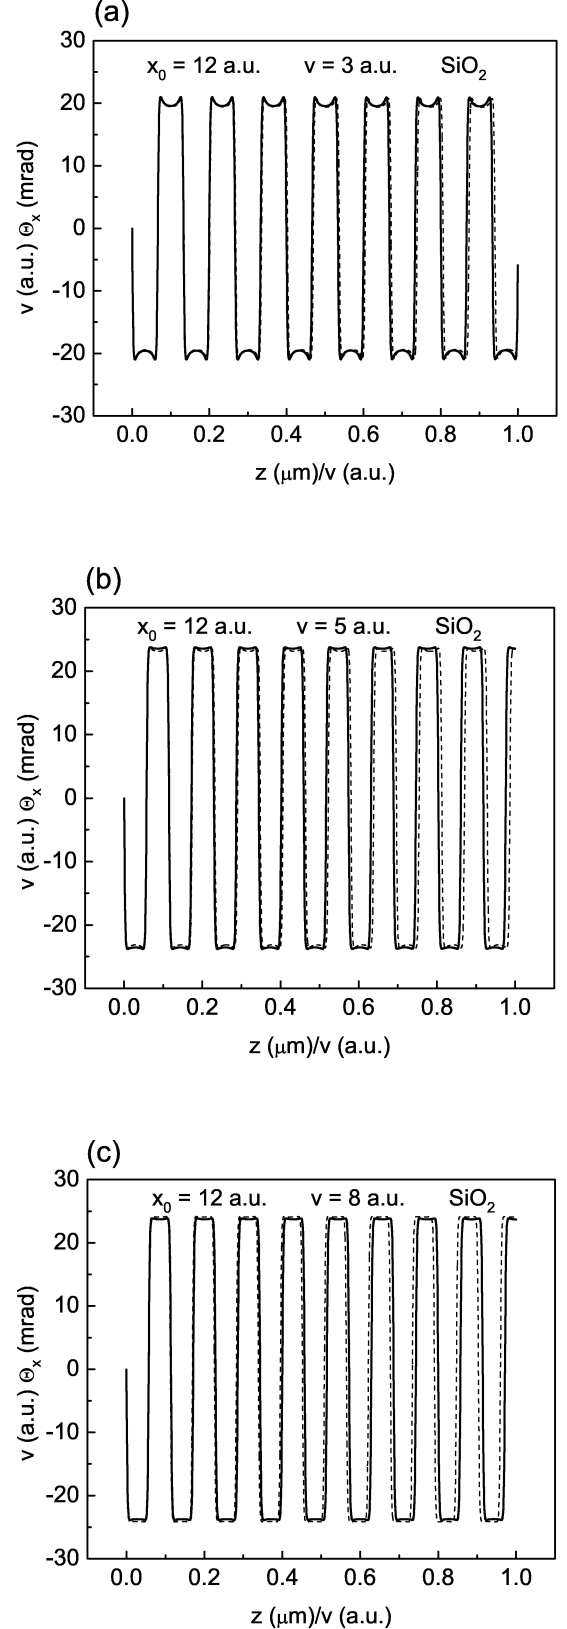 (a)
x₀ = 12 a.u. v = 3 a.u. SiO₂
30
20
10
0
-10
-20
-30
v (a.u.) Θₓ (mrad)
0.0 0.2 0.4 0.6 0.8 1.0
z (μm)/v (a.u.)
(b)
x₀ = 12 a.u. v = 5 a.u. SiO₂
30
20
10
0
-10
-20
-30
v (a.u.) Θₓ (mrad)
0.0 0.2 0.4 0.6 0.8 1.0
z (μm)/v (a.u.)
(c)
x₀ = 12 a.u. v = 8 a.u. SiO₂
30
20
10
0
-10
-20
-30
v (a.u.) Θₓ (mrad)
0.0 0.2 0.4 0.6 0.8 1.0
z (μm)/v (a.u.)